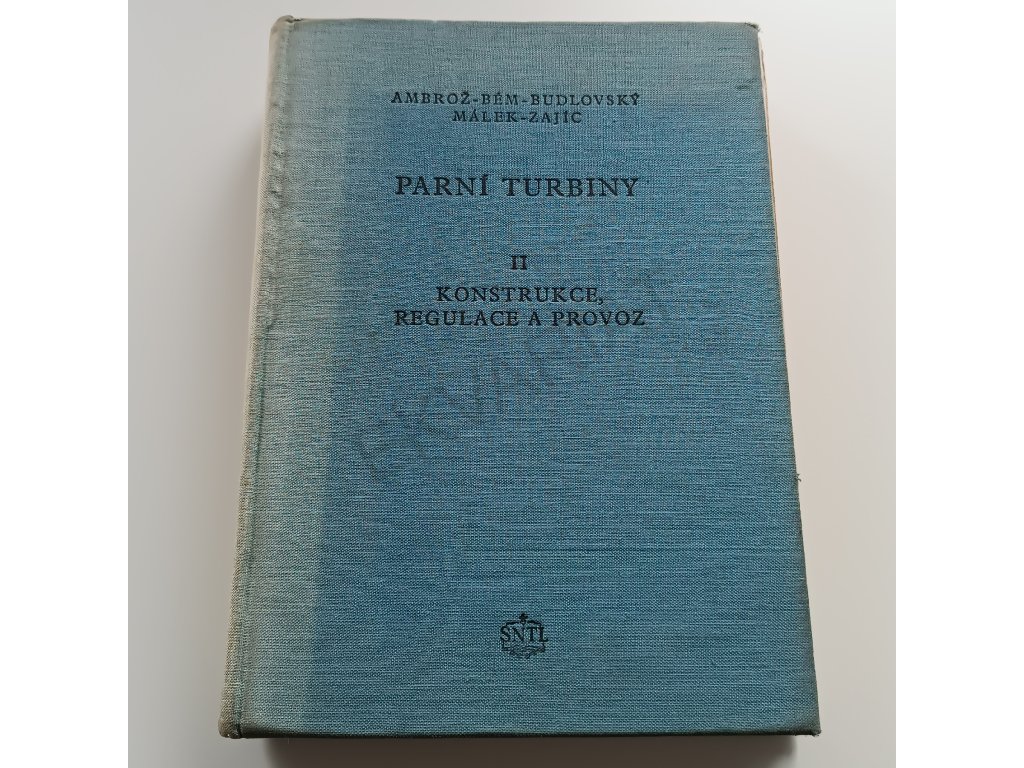 AMBROŽ-BÉM-BUDLOVSKÝ
MÁLEK-ZAJÍC
PARNÍ TURBINY
II
KONSTRUKCE,
REGULACE A PROVOZ
SNTL